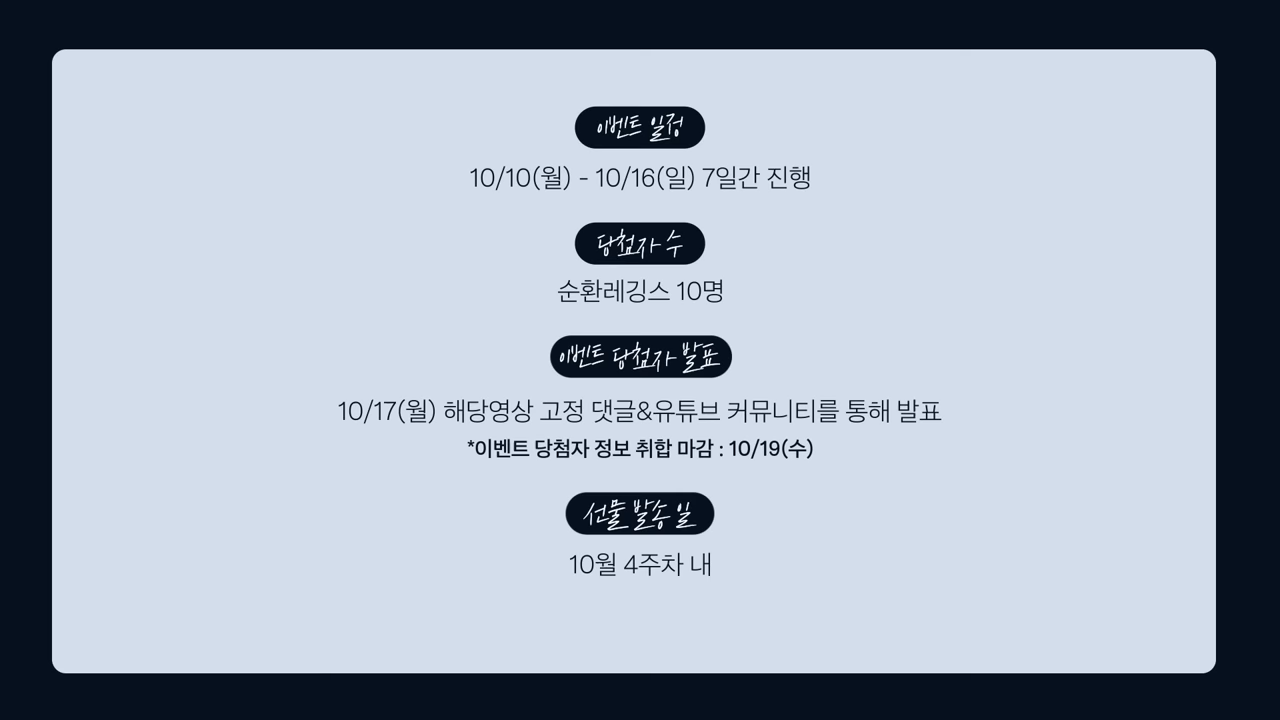 이벤트 일정
10/10(월) - 10/16(일) 7일간 진행
당첨자 수
순환레깅스 10명
이벤트 당첨자 발표
10/17(월) 해당영상 고정 댓글&유튜브 커뮤니티를 통해 발표
*이벤트 당첨자 정보 취합 마감 : 10/19(수)
선물 발송 일
10월 4주차 내